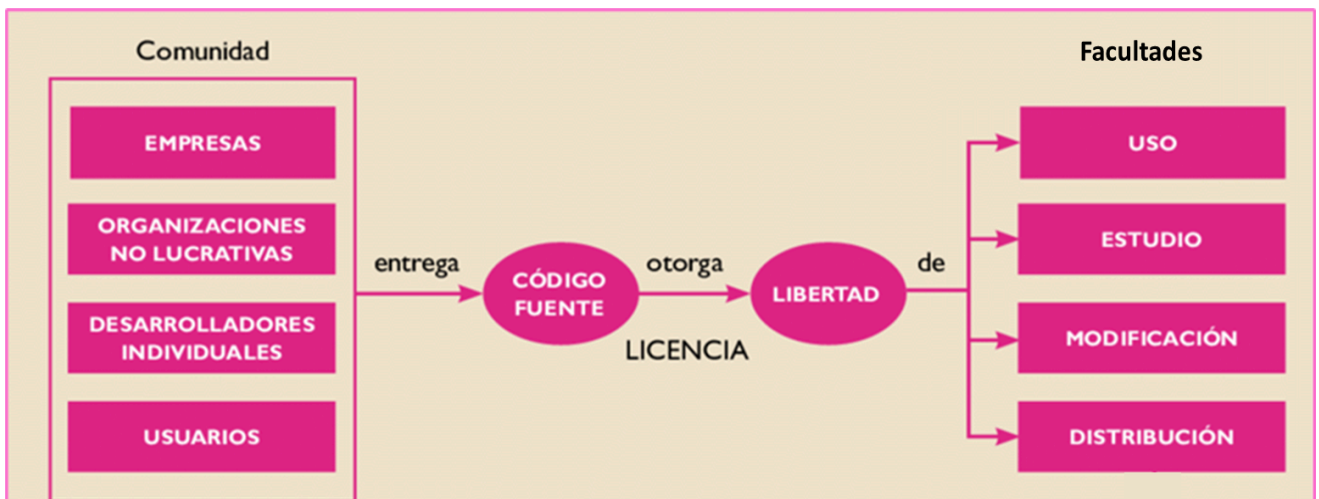 Comunidad
EMPRESAS
ORGANIZACIONES
NO LUCRATIVAS
DESARROLLADORES
INDIVIDUALES
USUARIOS
entrega
CÓDIGO
FUENTE
otorga
LICENCIA
LIBERTAD
de
Facultades
USO
ESTUDIO
MODIFICACIÓN
DISTRIBUCIÓN